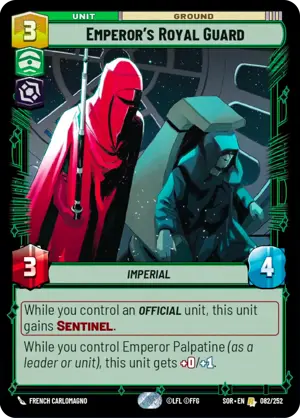 UNIT
GROUND
3
EMPEROR'S ROYAL GUARD
3
4
IMPERIAL
While you control an OFFICIAL unit, this unit
gains SENTINEL.
While you control Emperor Palpatine (as a
leader or unit), this unit gets +0/+1.
FRENCH CARLOMAGNO
©LFL ©FFG
SOR • EN
082/252